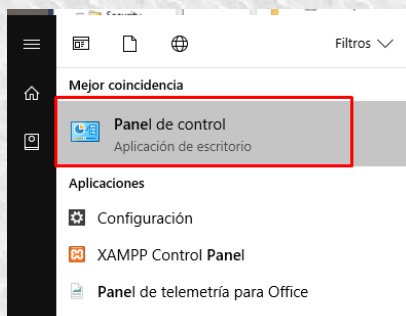 Security
Filtros
Mejor coincidencia
Panel de control
Aplicación de escritorio
Aplicaciones
Configuración
XAMPP Control Panel
Panel de telemetría para Office